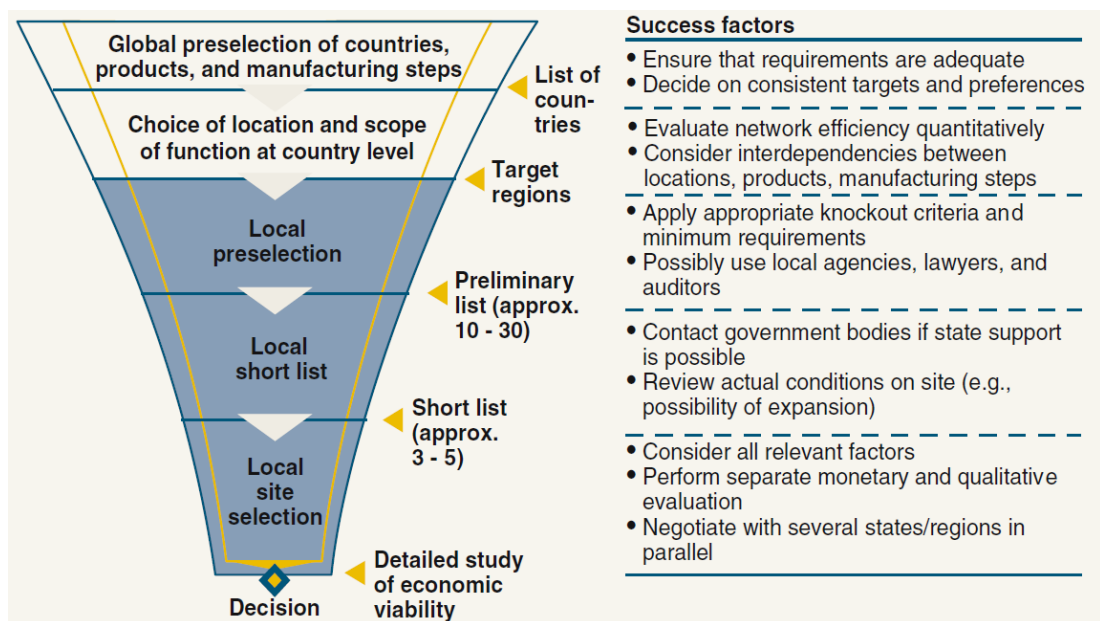 Global preselection of countries,
products, and manufacturing steps
List of
coun-
tries
Choice of location and scope
of function at country level
Target
regions
Local
preselection
Preliminary
list (approx.
10 - 30)
Local
short list
Short list
(approx.
3 - 5)
Local
site
selection
Detailed study
of economic
viability
Decision
Success factors
• Ensure that requirements are adequate
• Decide on consistent targets and preferences
• Evaluate network efficiency quantitatively
• Consider interdependencies between
locations, products, manufacturing steps
• Apply appropriate knockout criteria and
minimum requirements
• Possibly use local agencies, lawyers, and
auditors
• Contact government bodies if state support
is possible
• Review actual conditions on site (e.g.,
possibility of expansion)
• Consider all relevant factors
• Perform separate monetary and qualitative
evaluation
• Negotiate with several states/regions in
parallel